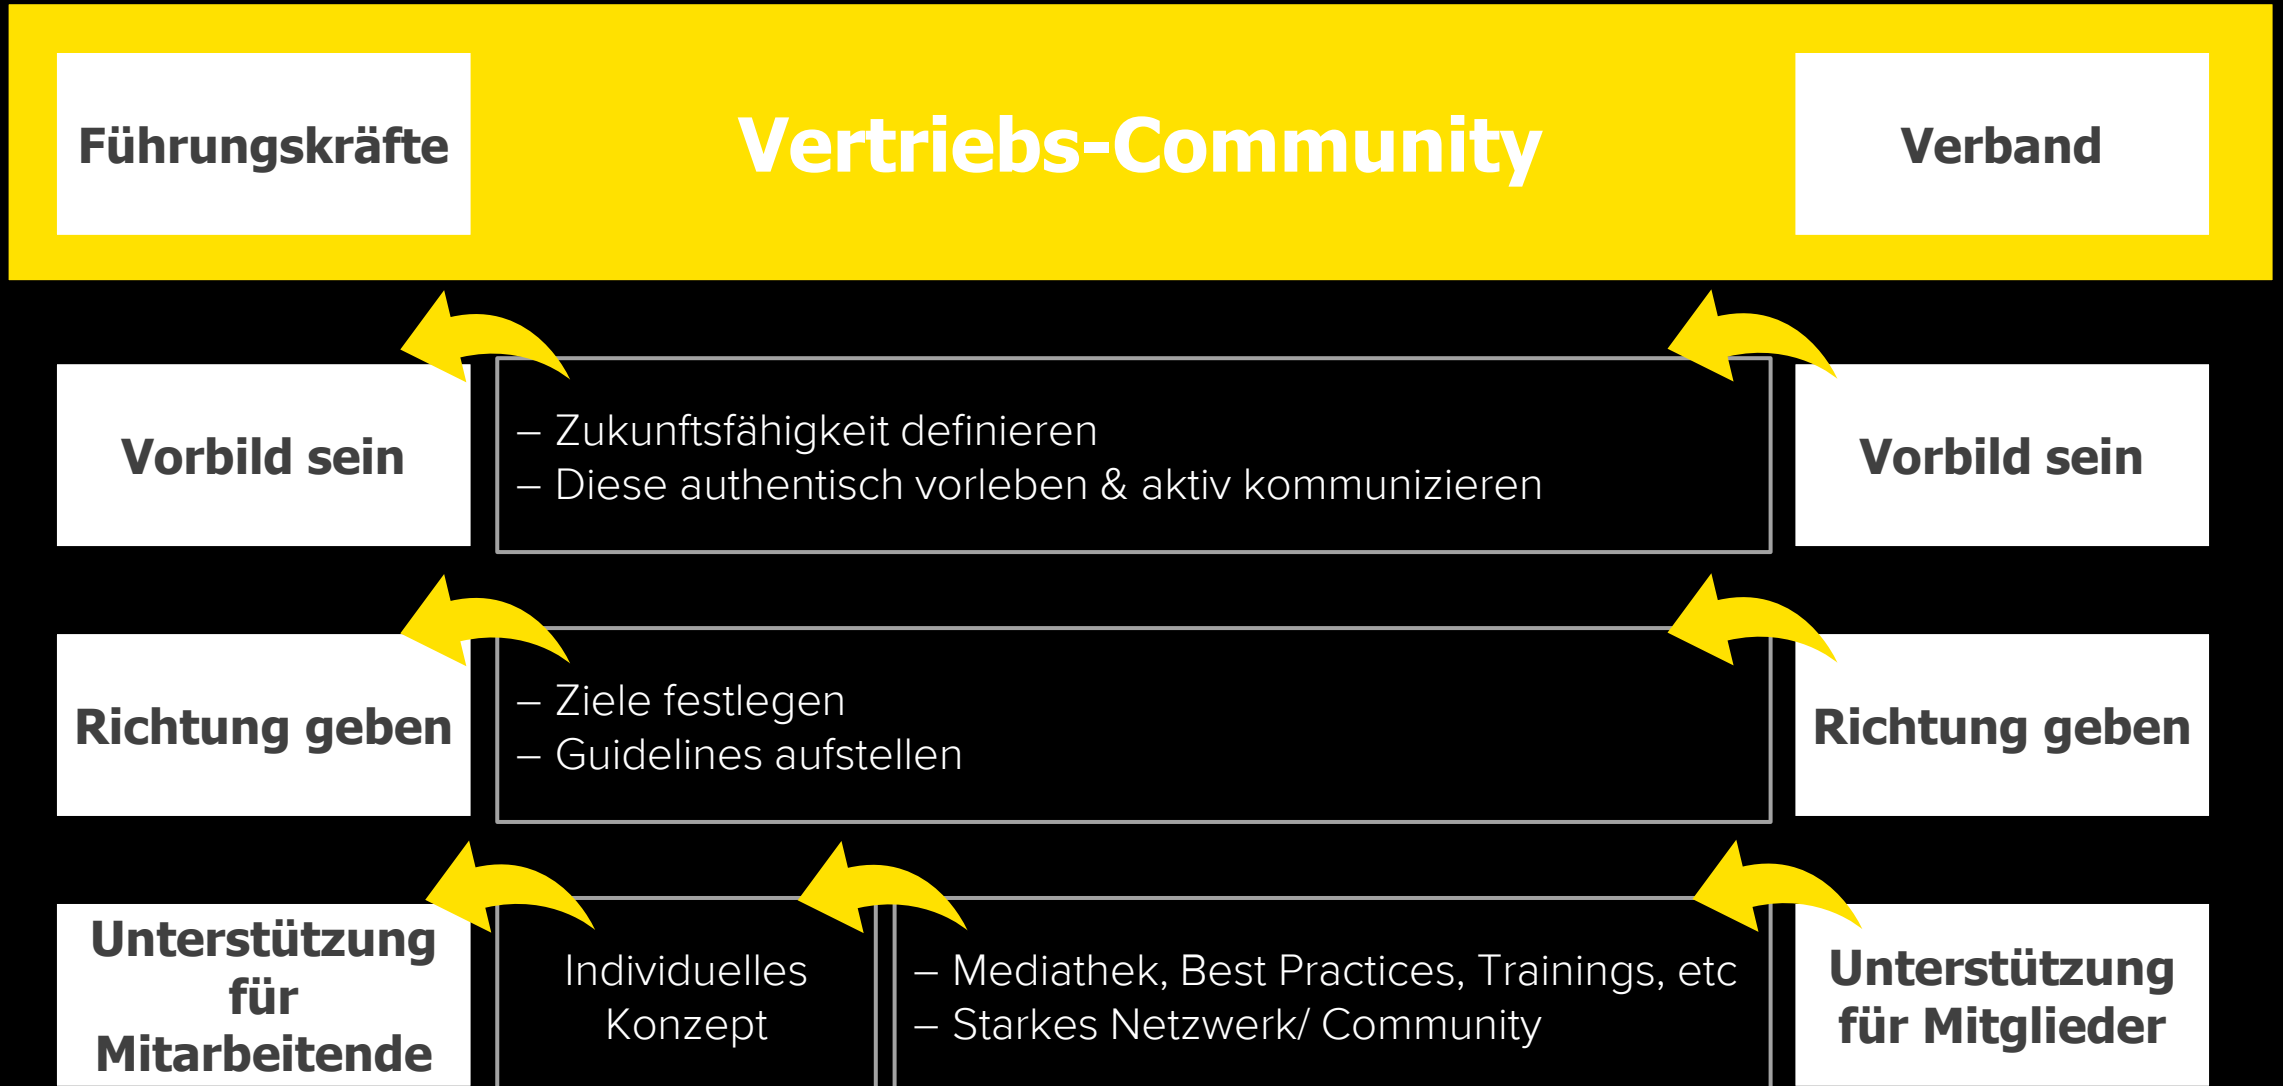 Führungskräfte
Vertriebs-Community
Verband
Vorbild sein
– Zukunftsfähigkeit definieren
– Diese authentisch vorleben & aktiv kommunizieren
Vorbild sein
Richtung geben
– Ziele festlegen
– Guidelines aufstellen
Richtung geben
Unterstützung
für
Mitarbeitende
Individuelles
Konzept
– Mediathek, Best Practices, Trainings, etc
– Starkes Netzwerk/ Community
Unterstützung
für Mitglieder